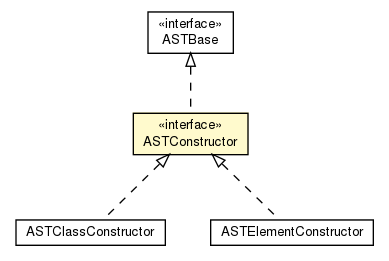 «interface»
ASTBase
«interface»
ASTConstructor
ASTClassConstructor
ASTElementConstructor